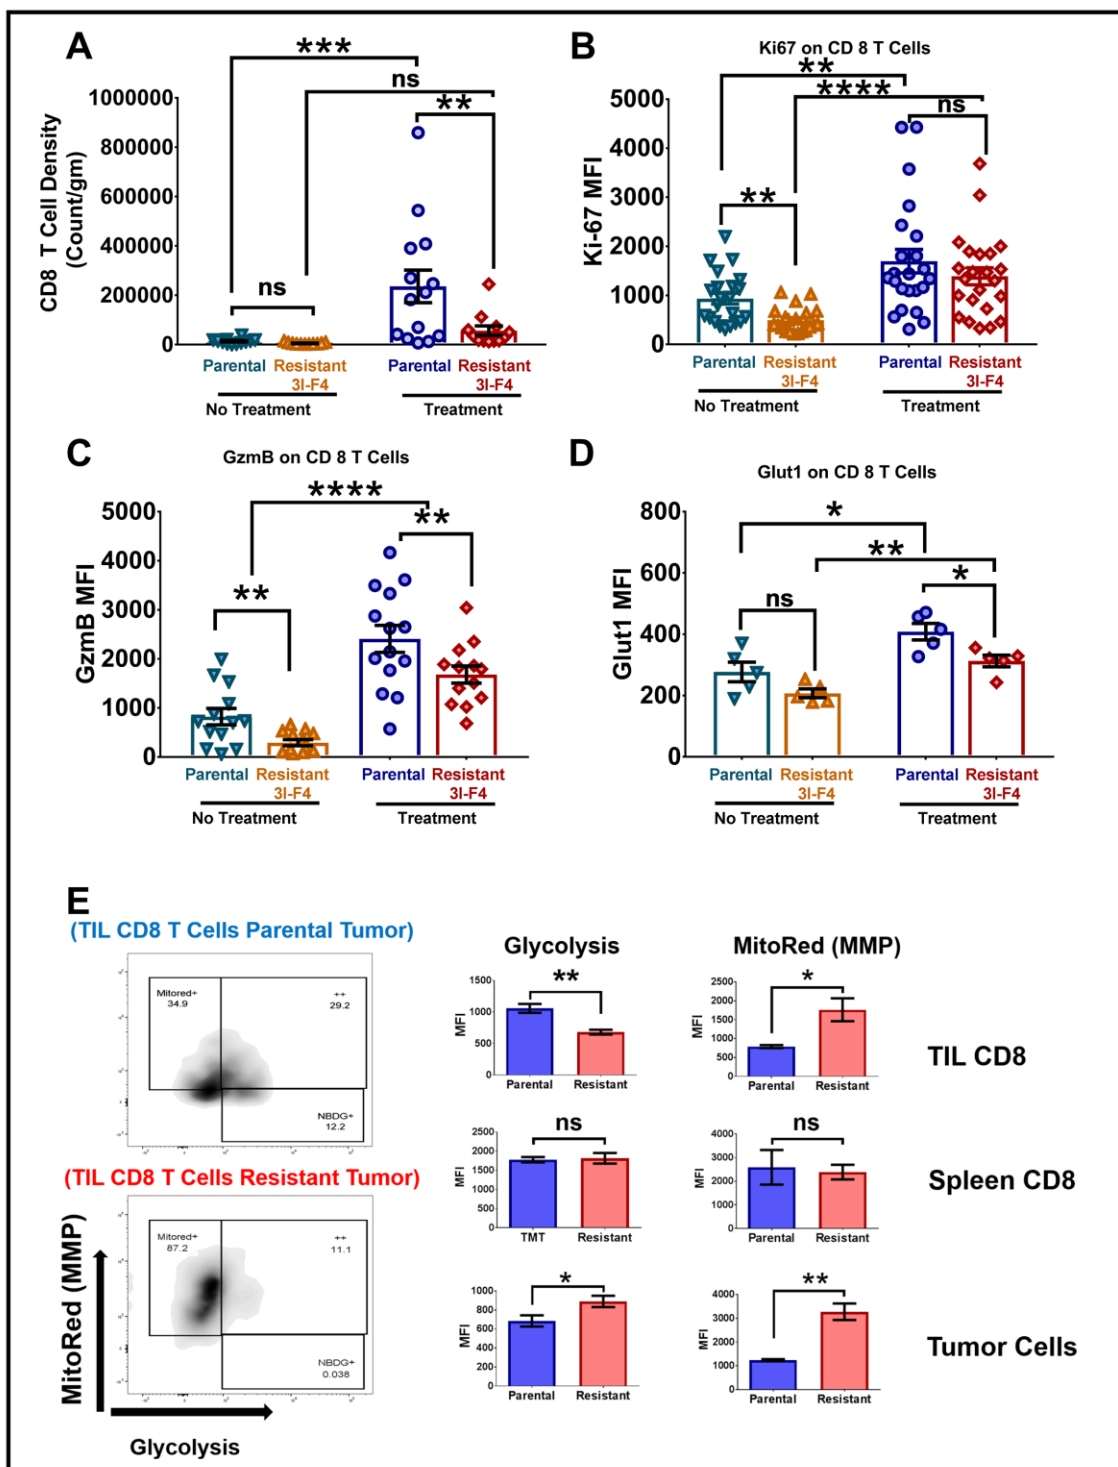 A
***
ns
**
ns
CD8 T Cell Density
(Count/gm)
1000000
800000
600000
400000
200000
0
Parental
Resistant
3I-F4
Parental
Resistant
3I-F4
No Treatment
Treatment
B
Ki67 on CD 8 T Cells
**
****
ns
**
Ki-67 MFI
5000
4000
3000
2000
1000
0
Parental
Resistant
3I-F4
Parental
Resistant
3I-F4
No Treatment
Treatment
C
GzmB on CD 8 T Cells
****
**
**
GzmB MFI
5000
4000
3000
2000
1000
0
Parental
Resistant
3I-F4
Parental
Resistant
3I-F4
No Treatment
Treatment
D
Glut1 on CD 8 T Cells
*
**
*
ns
Glut1 MFI
800
600
400
200
0
Parental
Resistant
3I-F4
Parental
Resistant
3I-F4
No Treatment
Treatment
E
(TIL CD8 T Cells Parental Tumor)
Mitored+
34.9
++
29.2
NBDG+
12.2
(TIL CD8 T Cells Resistant Tumor)
Mitored+
87.2
++
11.1
NBDG+
0.038
MitoRed (MMP)
Glycolysis
Glycolysis
MitoRed (MMP)
MFI
1500
1000
500
0
**
Parental
Resistant
MFI
2500
2000
1500
1000
500
0
*
Parental
Resistant
TIL CD8
MFI
2500
2000
1500
1000
500
0
ns
TMT
Resistant
MFI
4000
3000
2000
1000
0
ns
Parental
Resistant
Spleen CD8
MFI
1000
800
600
400
200
0
*
Parental
Resistant
MFI
4000
3000
2000
1000
0
**
Parental
Resistant
Tumor Cells